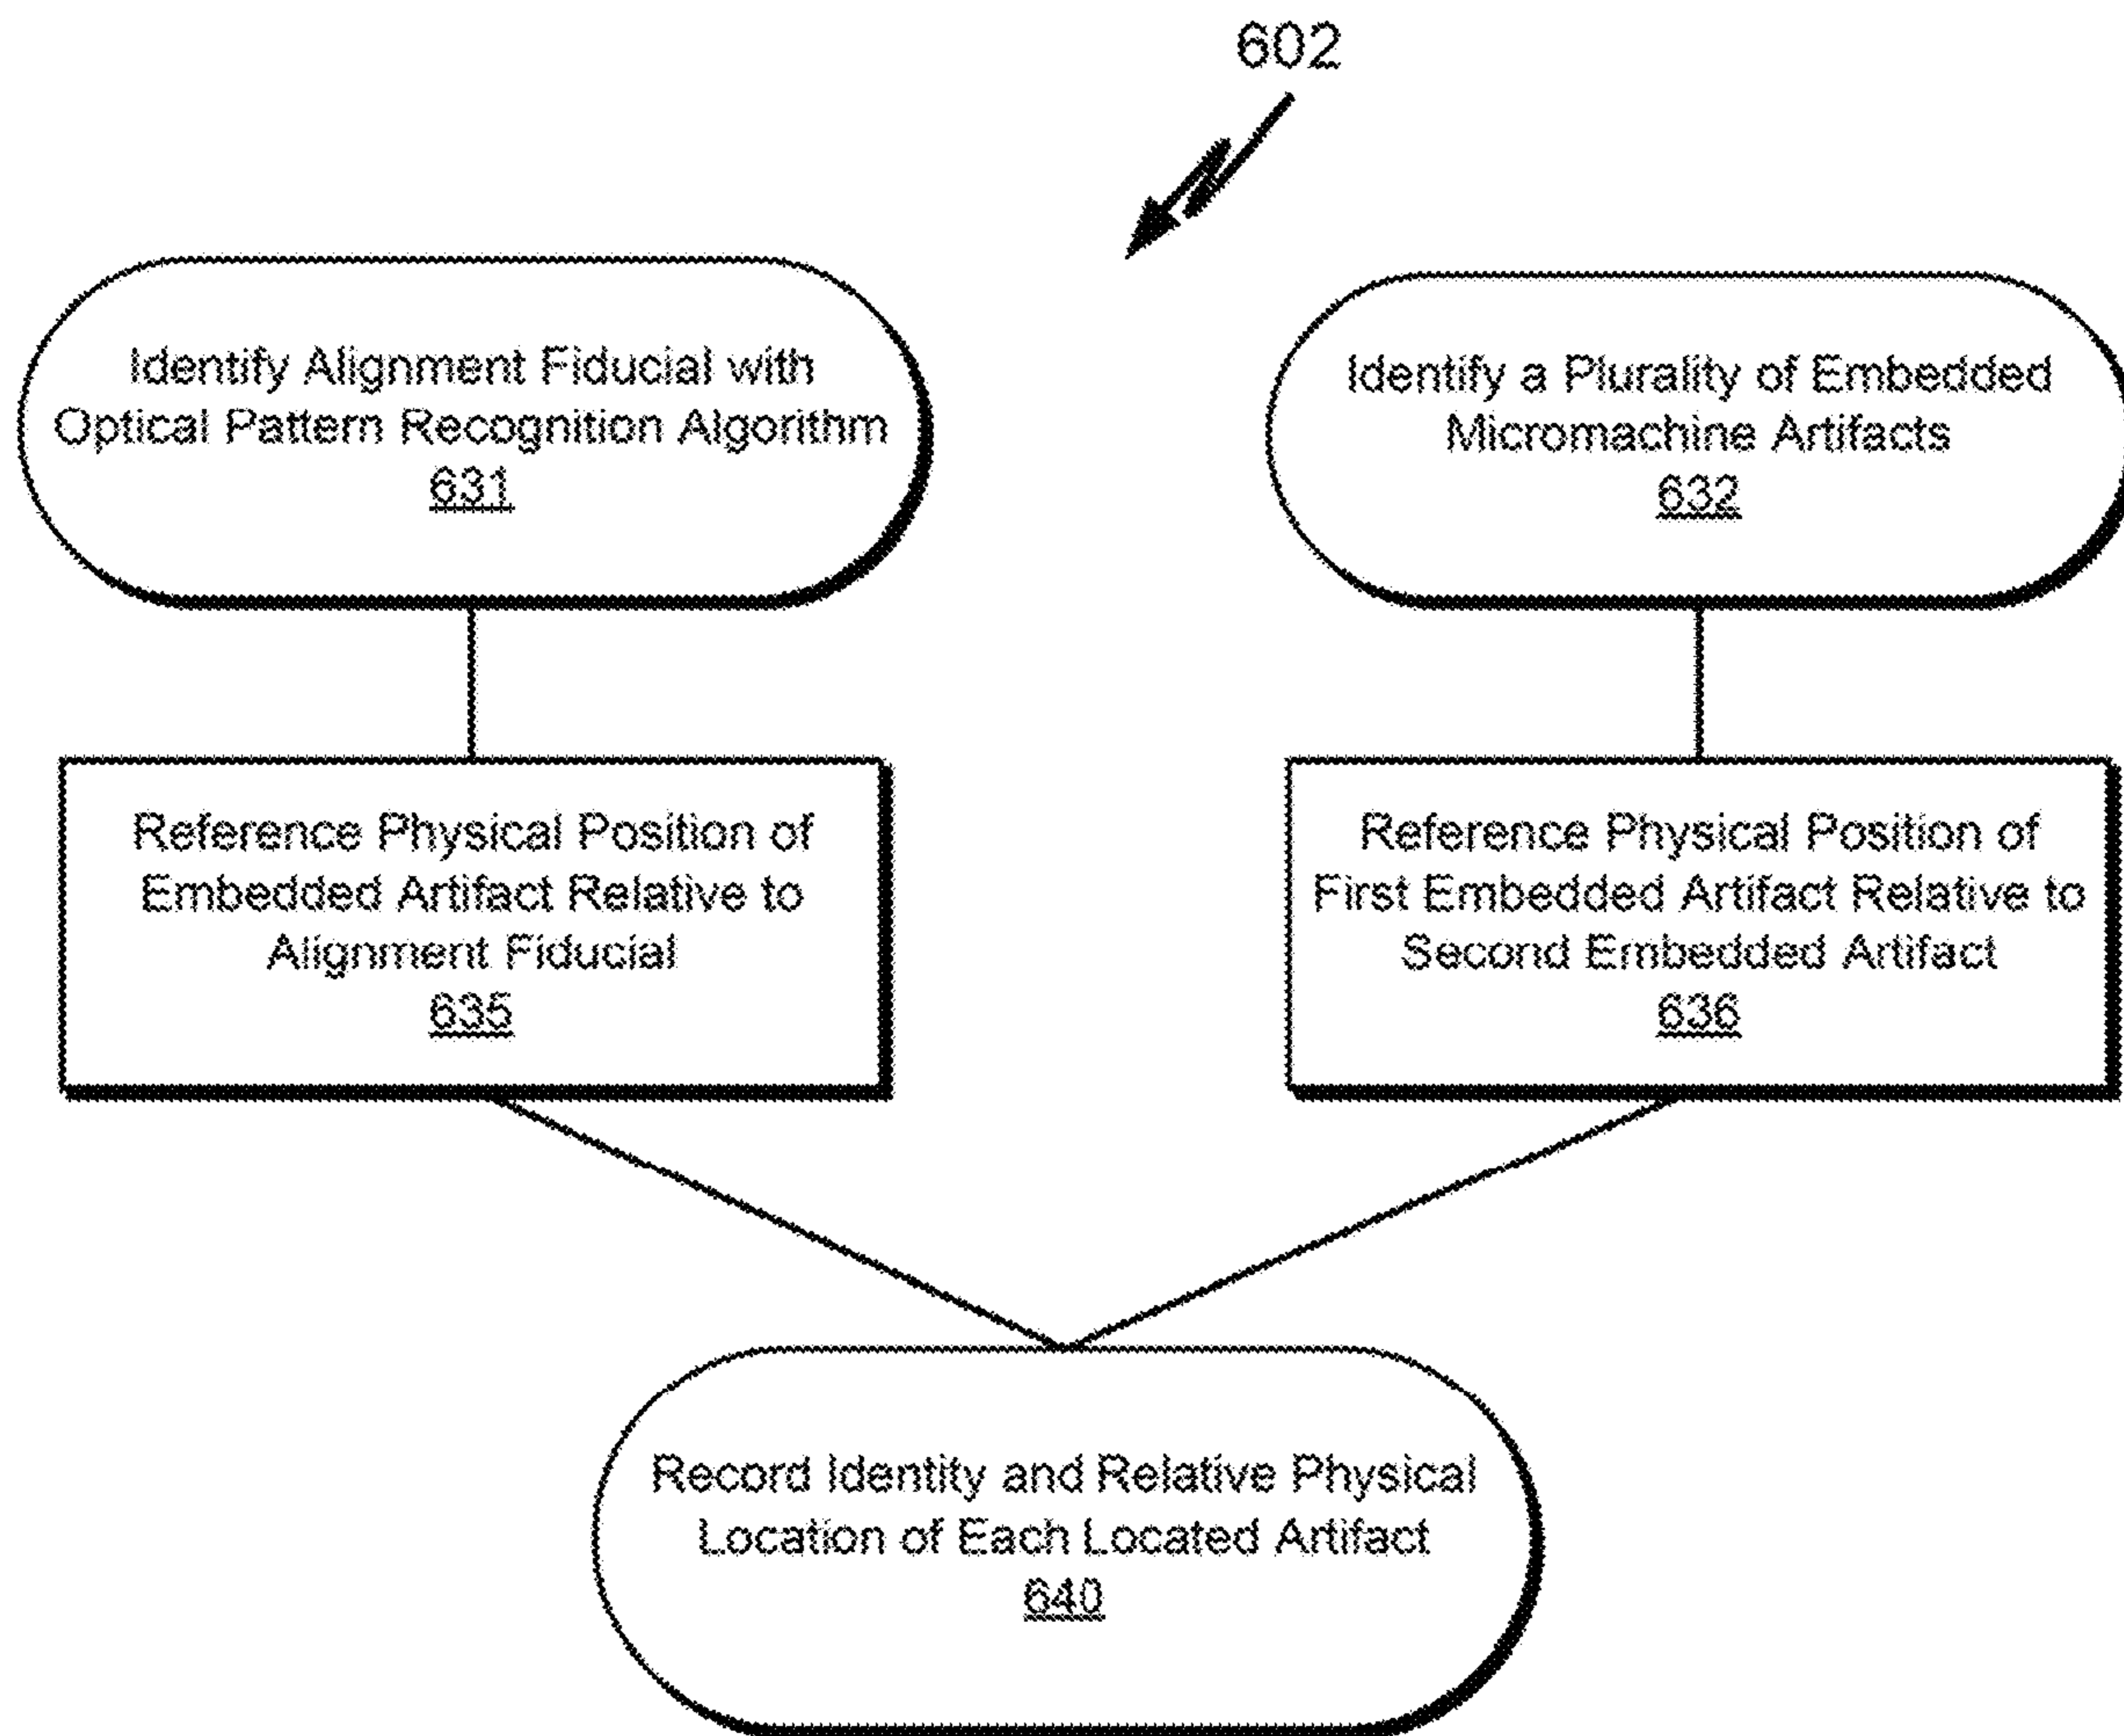 602
Identify Alignment Fiducial with
Optical Pattern Recognition Algorithm
631
Identify a Plurality of Embedded
Micromachine Artifacts
632
Reference Physical Position of
Embedded Artifact Relative to
Alignment Fiducial
635
Reference Physical Position of
First Embedded Artifact Relative to
Second Embedded Artifact
636
Record Identity and Relative Physical
Location of Each Located Artifact
640